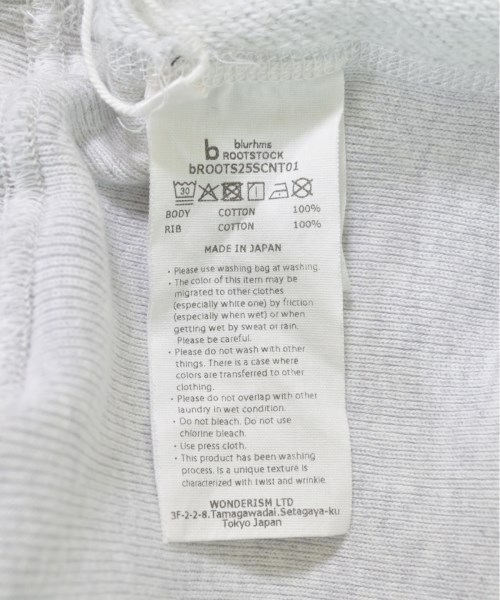 b blurhms
ROOTSTOCK
bROOTS25SCNT01
30
BODY COTTON 100%
RIB COTTON 100%
MADE IN JAPAN
・Please use washing bag at washing.
・The color of this item may be
migrated to other clothes
(especially white one) by friction
(especially when wet) or when
getting wet by sweat or rain.
Please be careful.
・Please do not wash with other
things. There is a case where
colors are transferred to other
clothing.
・Please do not overlap with other
laundry in wet condition.
・Do not bleach. Do not use
chlorine bleach.
・Use press cloth.
・This product has been washing
process. Is a unique texture is
characterized with twist and wrinkle.
WONDERISM LTD
3F-2-2-8.Tamagawadai.Setagaya-ku
Tokyo Japan